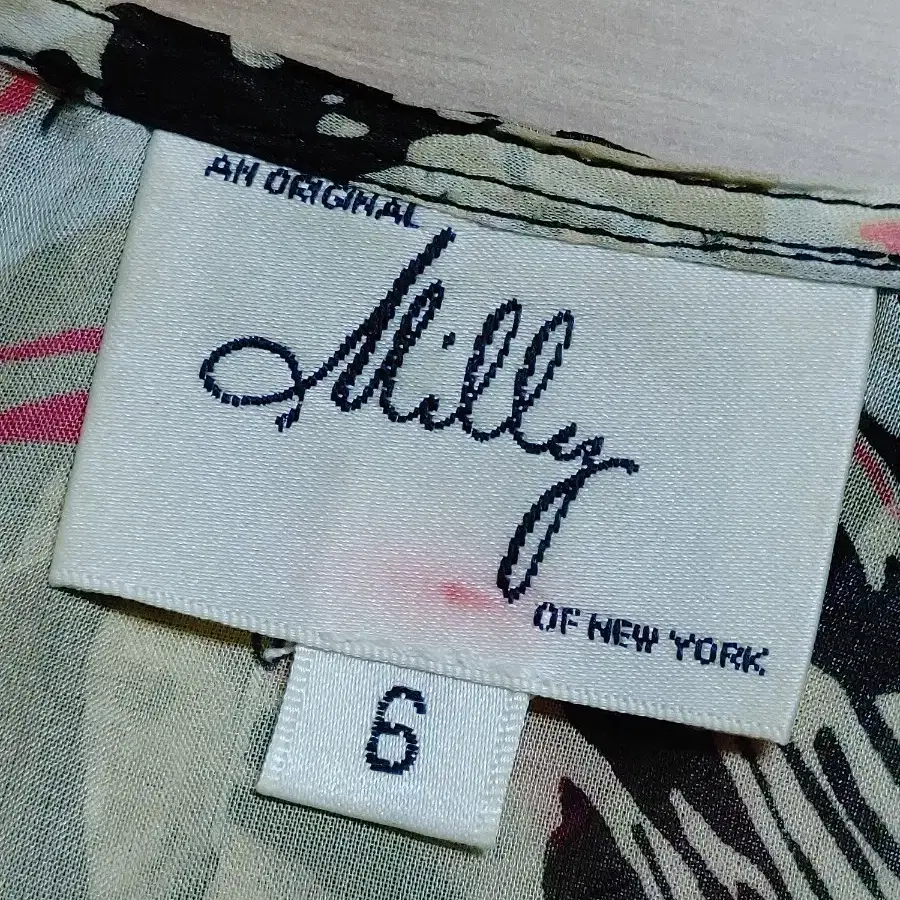 AN ORIGINAL
Milly
OF NEW YORK
6